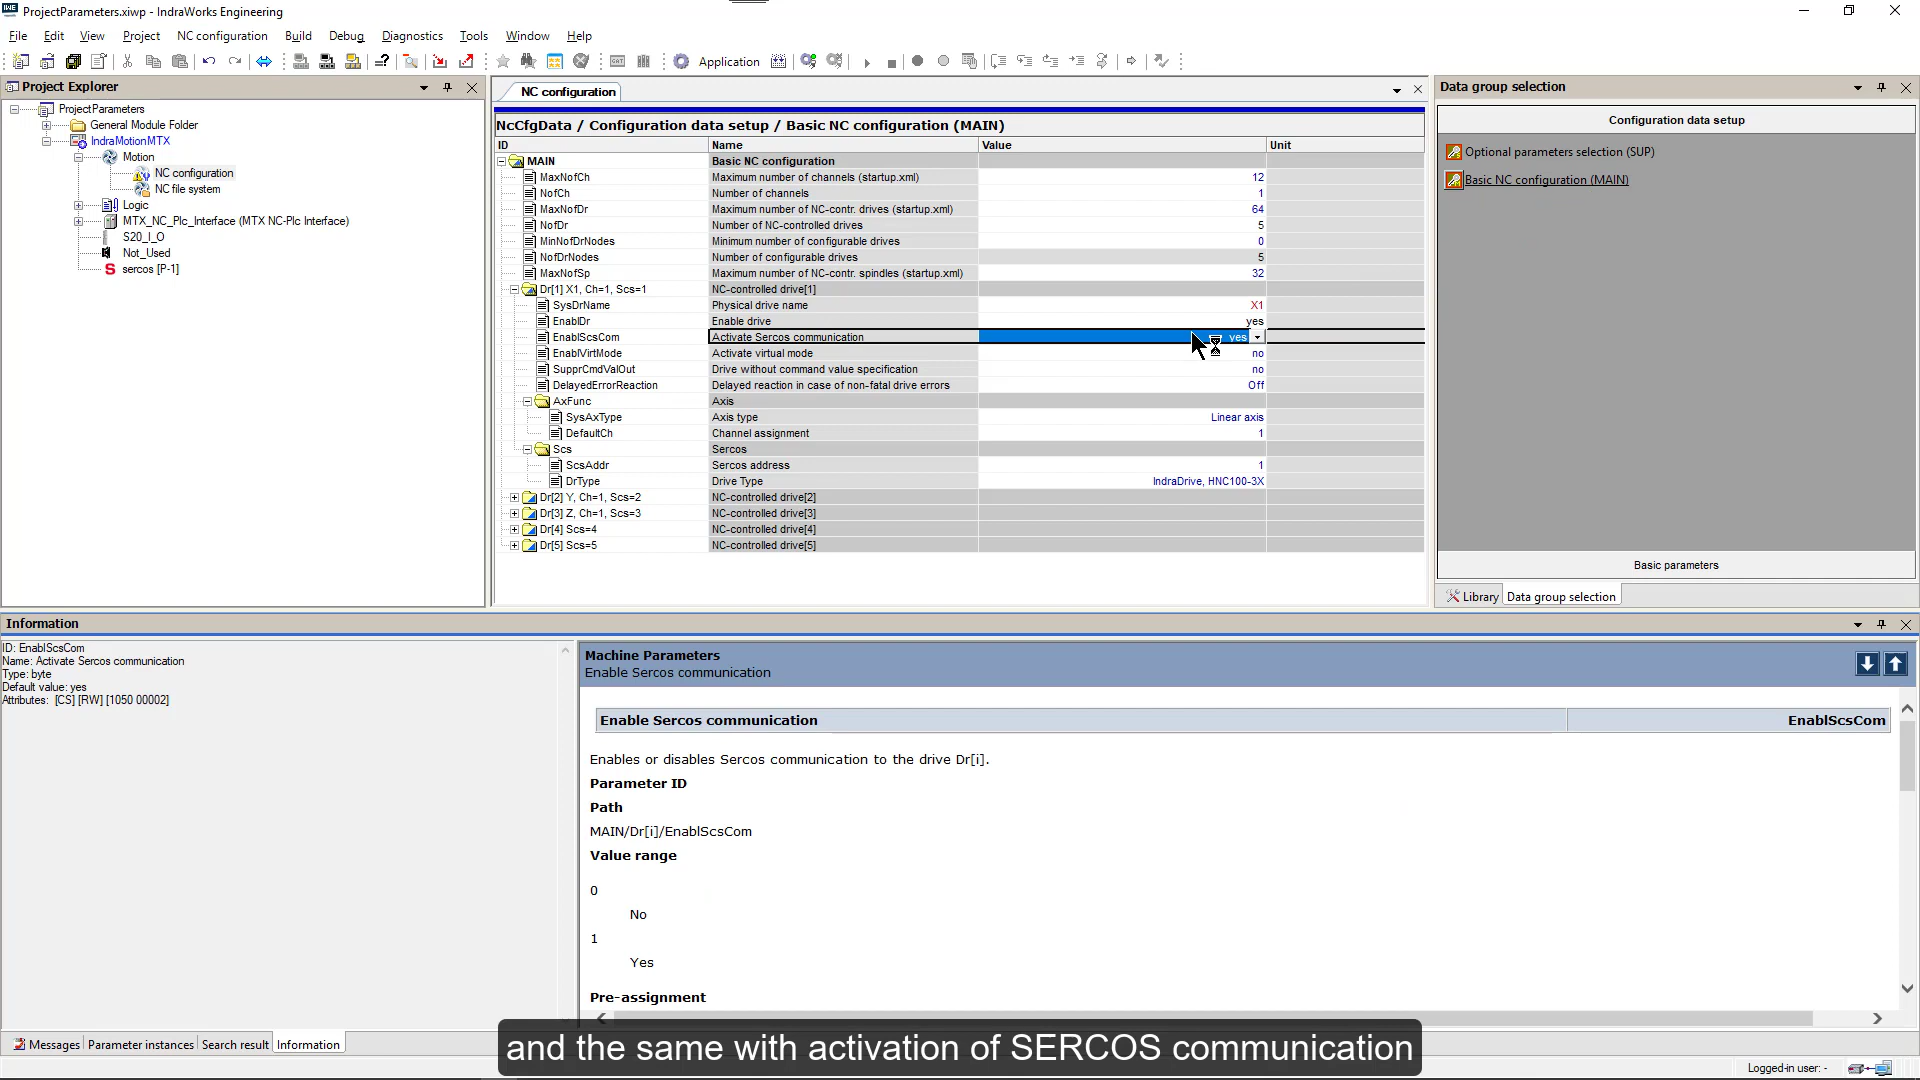 ProjectParameters.xiwp - IndraWorks Engineering
File Edit View Project NC configuration Build Debug Diagnostics Tools Window Help
Application
Project Explorer
ProjectParameters
General Module Folder
IndraMotionMTX
Motion
NC configuration
NC file system
Logic
MTX_NC_Plc_Interface (MTX NC-Plc Interface)
S20_I_O
Not_Used
sercos [P-1]
NC configuration
NcCfgData / Configuration data setup / Basic NC configuration (MAIN)
ID Name Value Unit
MAIN Basic NC configuration
MaxNofCh Maximum number of channels (startup.xml) 12
NofCh Number of channels 1
MaxNofDr Maximum number of NC-contr. drives (startup.xml) 64
NofDr Number of NC-controlled drives 5
MinNofDrNodes Minimum number of configurable drives 0
NofDrNodes Number of configurable drives 5
MaxNofSp Maximum number of NC-contr. spindles (startup.xml) 32
Dr[1] X1, Ch=1, Scs=1 NC-controlled drive[1]
SysDrName Physical drive name X1
EnablDr Enable drive yes
EnablScsCom Activate Sercos communication yes
EnablVirtMode Activate virtual mode no
SupprCmdValOut Drive without command value specification no
DelayedErrorReaction Delayed reaction in case of non-fatal drive errors Off
AxFunc Axis
SysAxType Axis type Linear axis
DefaultCh Channel assignment 1
Scs Sercos
ScsAddr Sercos address 1
DrType Drive Type IndraDrive, HNC100-3X
Dr[2] Y, Ch=1, Scs=2 NC-controlled drive[2]
Dr[3] Z, Ch=1, Scs=3 NC-controlled drive[3]
Dr[4] Scs=4 NC-controlled drive[4]
Dr[5] Scs=5 NC-controlled drive[5]
Data group selection
Configuration data setup
Optional parameters selection (SUP)
Basic NC configuration (MAIN)
Basic parameters
Library Data group selection
Information
ID: EnablScsCom
Name: Activate Sercos communication
Type: byte
Default value: yes
Attributes: [CS] [RW] [1050 00002]
Machine Parameters
Enable Sercos communication
Enable Sercos communication EnablScsCom
Enables or disables Sercos communication to the drive Dr[i].
Parameter ID
Path
MAIN/Dr[i]/EnablScsCom
Value range
0
No
1
Yes
Pre-assignment
Messages Parameter instances Search result Information
and the same with activation of SERCOS communication
Logged-in user: -